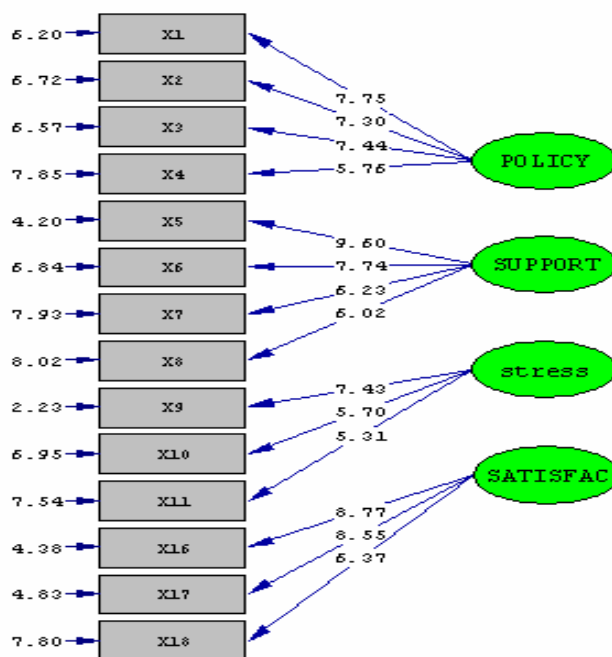 6.20 X1
6.72 X2
7.75
7.30
6.57 X3
7.44
POLICY
7.85 X4
5.76
4.20 X5
9.60
6.84 X6
7.74
SUPPORT
6.23
7.93 X7
6.02
8.02 X8
stress
7.43
2.23 X9
5.70
5.31
6.95 X10
SATISFAC
7.54 X11
8.77
8.55
4.38 X16
6.37
4.83 X17
7.80 X18